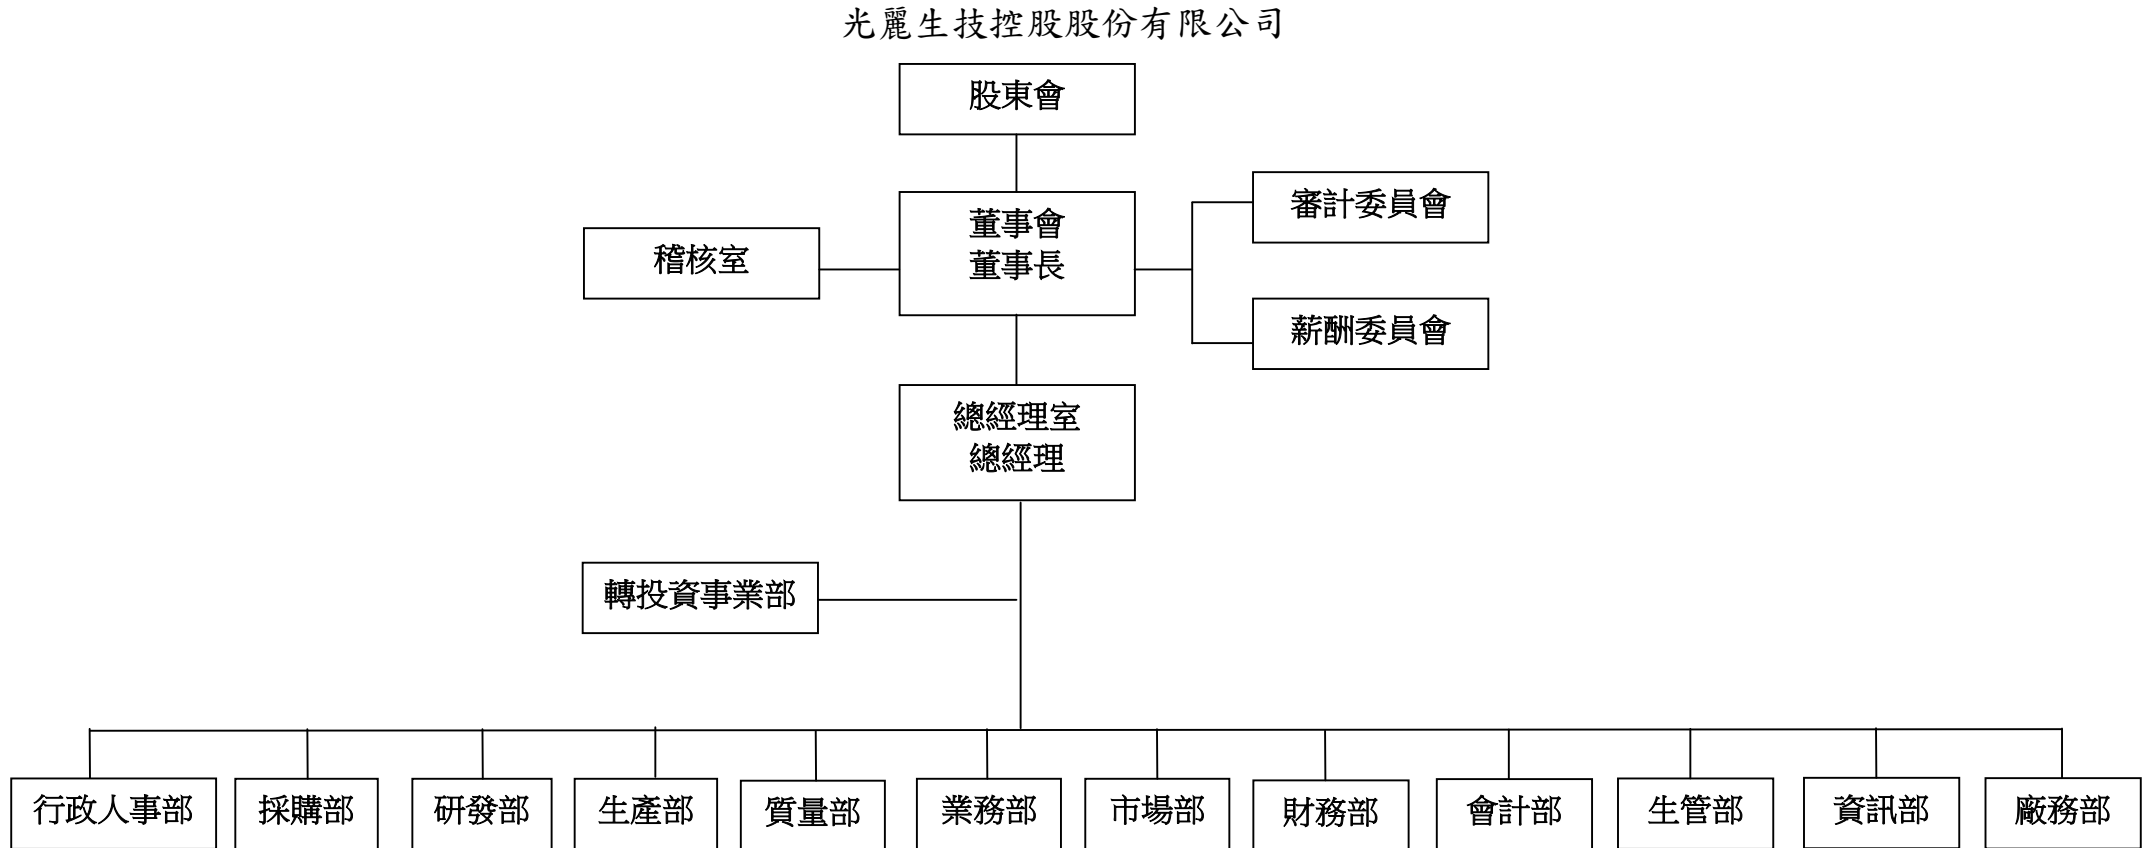 光麗生技控股股份有限公司
股東會
董事會
董事長
稽核室
審計委員會
薪酬委員會
總經理室
總經理
轉投資事業部
行政人事部
採購部
研發部
生產部
質量部
業務部
市場部
財務部
會計部
生管部
資訊部
廠務部